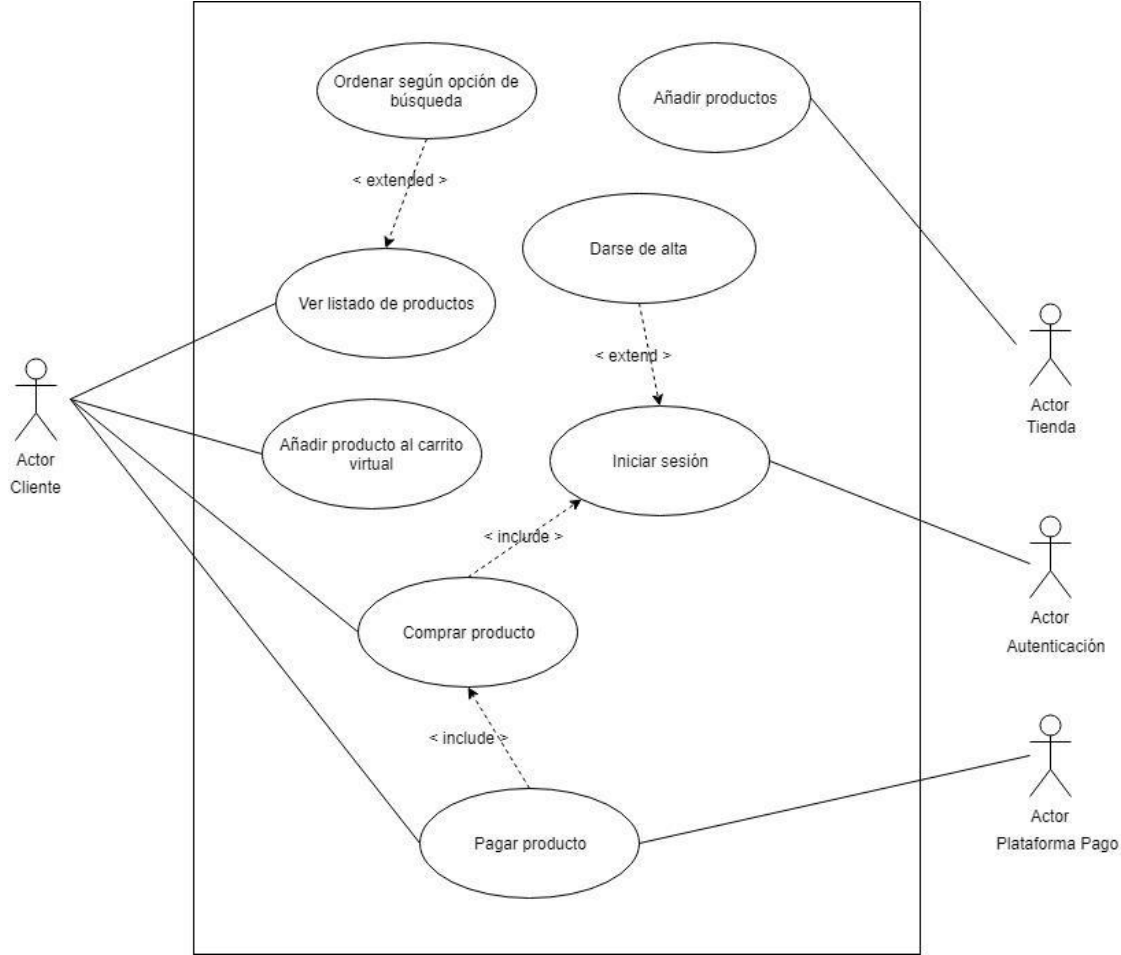 Ordenar según opción de
búsqueda
Añadir productos
< extended >
Darse de alta
Ver listado de productos
< extend >
Actor
Tienda
Actor
Cliente
Añadir producto al carrito
virtual
Iniciar sesión
< include >
Actor
Autenticación
Comprar producto
< include >
Actor
Plataforma Pago
Pagar producto